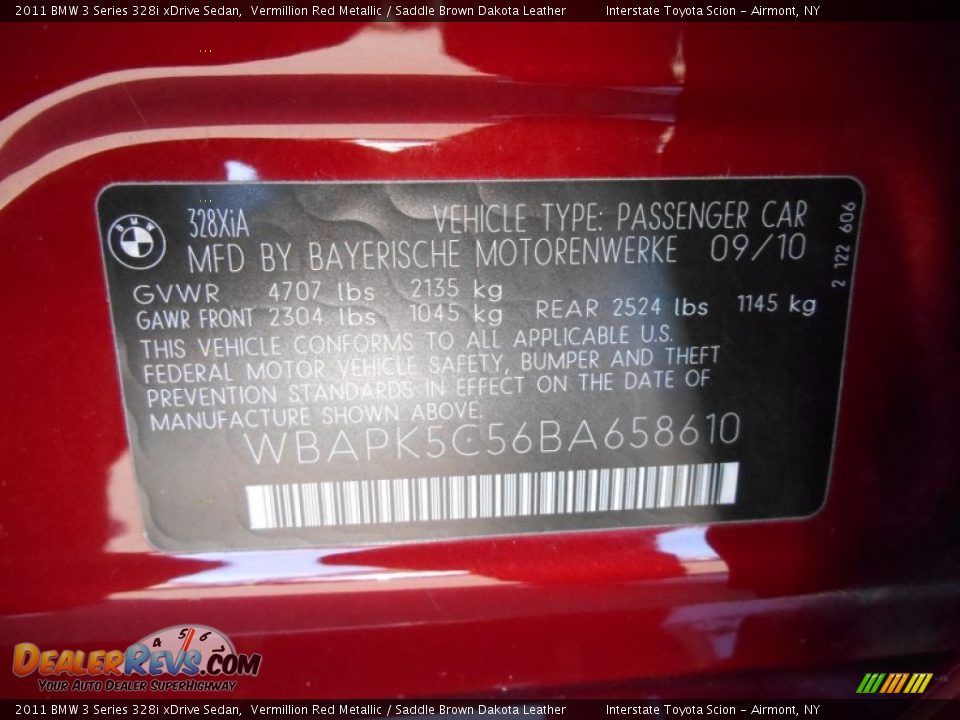 2011 BMW 3 Series 328i xDrive Sedan, Vermillion Red Metallic / Saddle Brown Dakota Leather Interstate Toyota Scion - Airmont, NY
BMW
328XiA VEHICLE TYPE: PASSENGER CAR
MFD BY BAYERISCHE MOTORENWERKE 09/10
GVWR 4707 lbs 2135 kg
GAWR FRONT 2304 lbs 1045 kg REAR 2524 lbs 1145 kg
THIS VEHICLE CONFORMS TO ALL APPLICABLE U.S.
FEDERAL MOTOR VEHICLE SAFETY, BUMPER AND THEFT
PREVENTION STANDARDS IN EFFECT ON THE DATE OF
MANUFACTURE SHOWN ABOVE.
WBAPK5C56BA658610
2 122 606
4 5 6
DEALERREVS.COM
YOUR AUTO DEALER SUPERHIGHWAY
2011 BMW 3 Series 328i xDrive Sedan, Vermillion Red Metallic / Saddle Brown Dakota Leather Interstate Toyota Scion - Airmont, NY